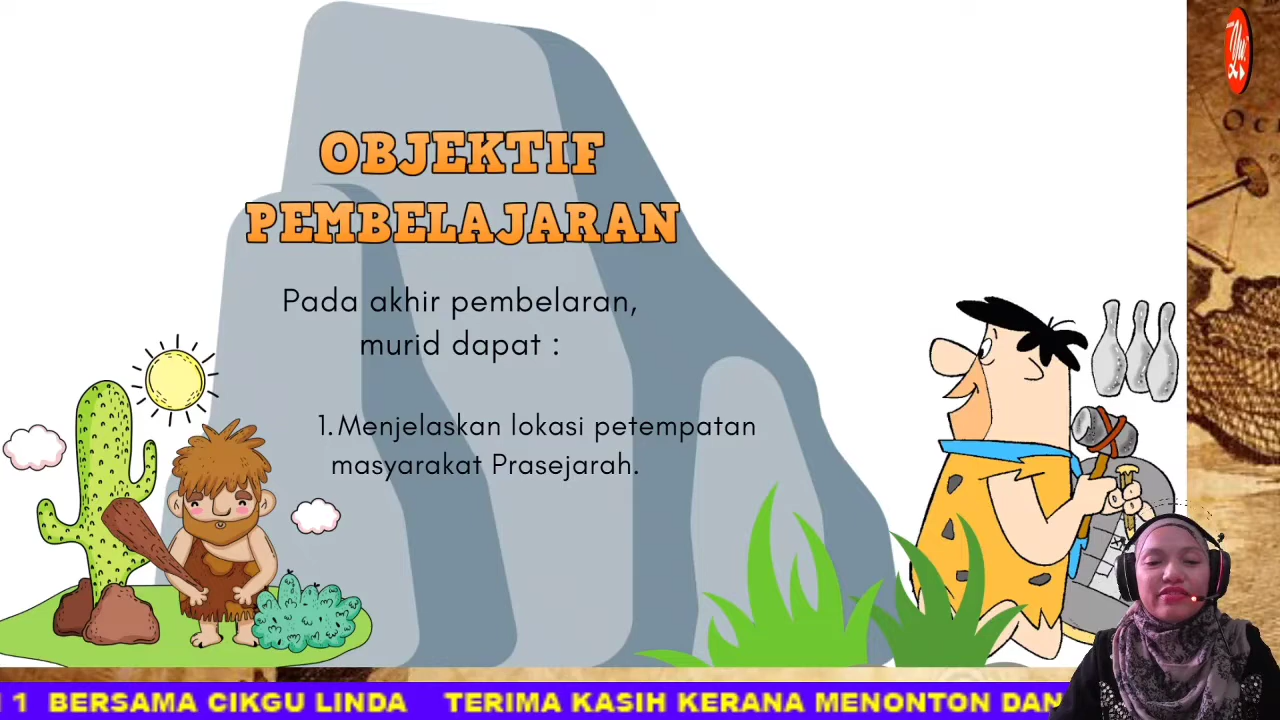 OBJEKTIF
PEMBELAJARAN
Pada akhir pembelaran,
murid dapat :
1. Menjelaskan lokasi petempatan
masyarakat Prasejarah.
1 BERSAMA CIKGU LINDA TERIMA KASIH KERANA MENONTON DAN